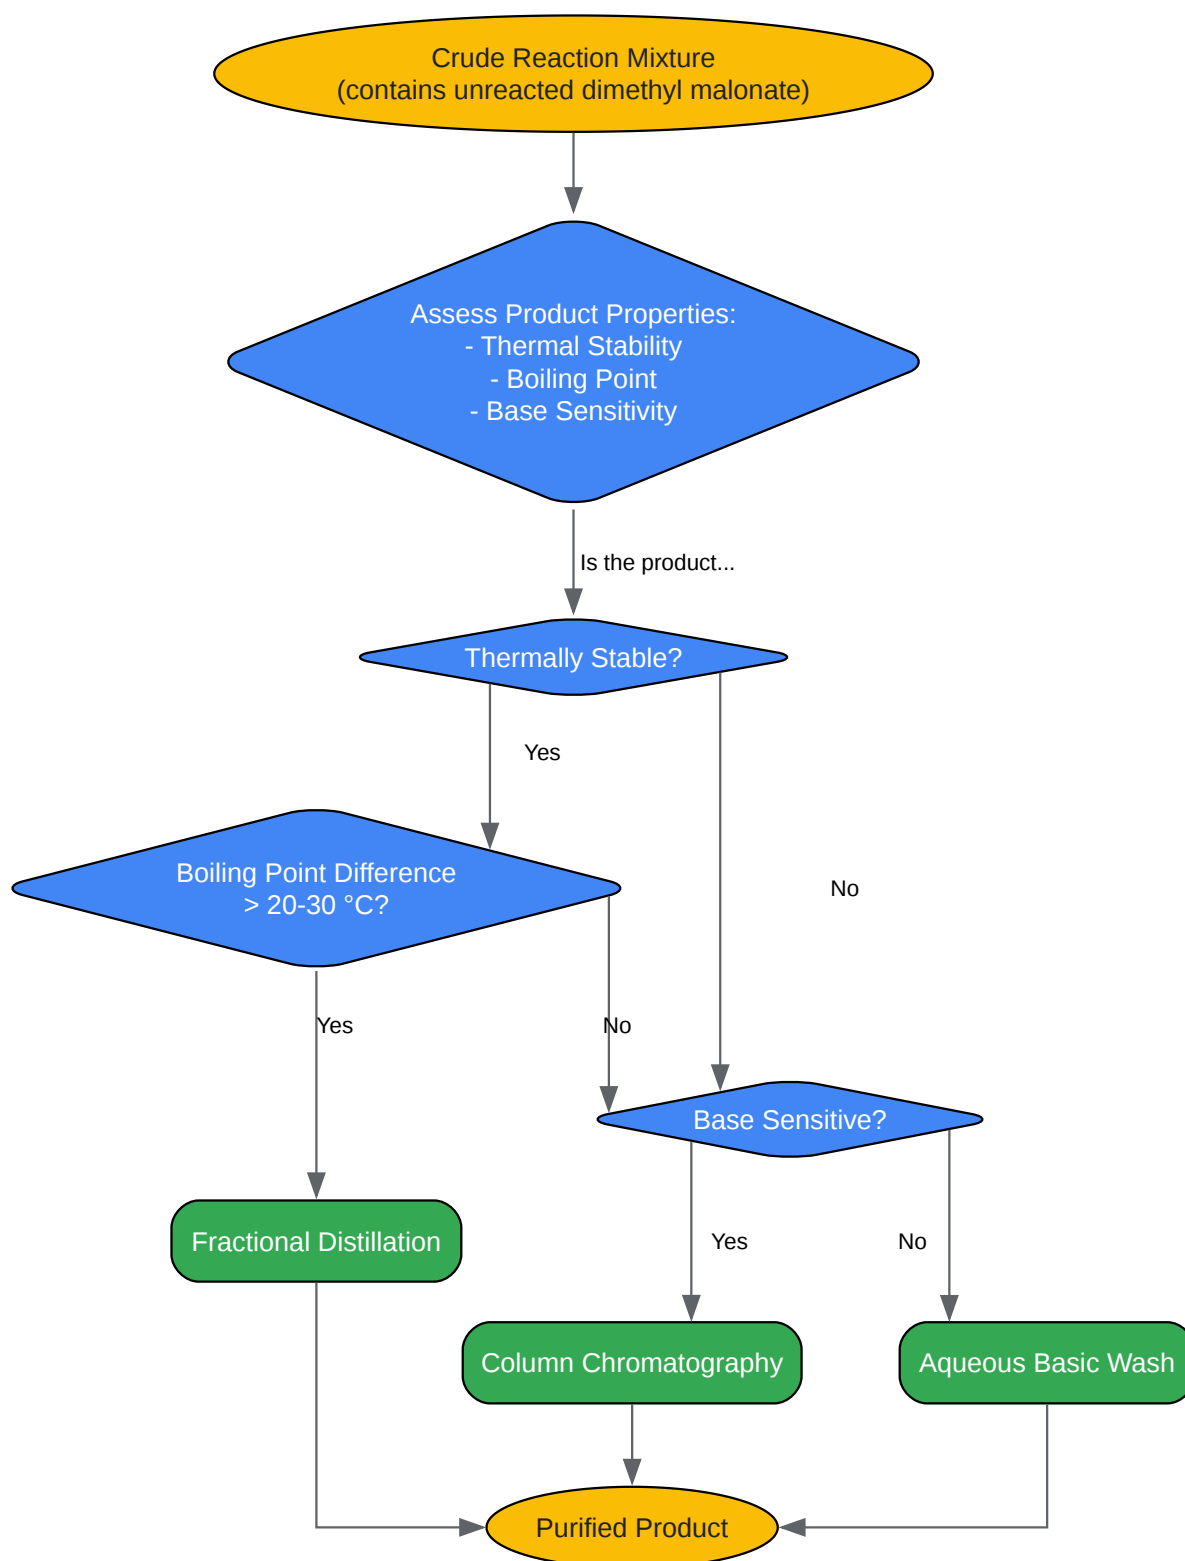 Crude Reaction Mixture
(contains unreacted dimethyl malonate)
Assess Product Properties:
- Thermal Stability
- Boiling Point
- Base Sensitivity
Is the product...
Thermally Stable?
Yes
No
Boiling Point Difference
> 20-30 °C?
Yes
No
Base Sensitive?
Yes
No
Fractional Distillation
Column Chromatography
Aqueous Basic Wash
Purified Product